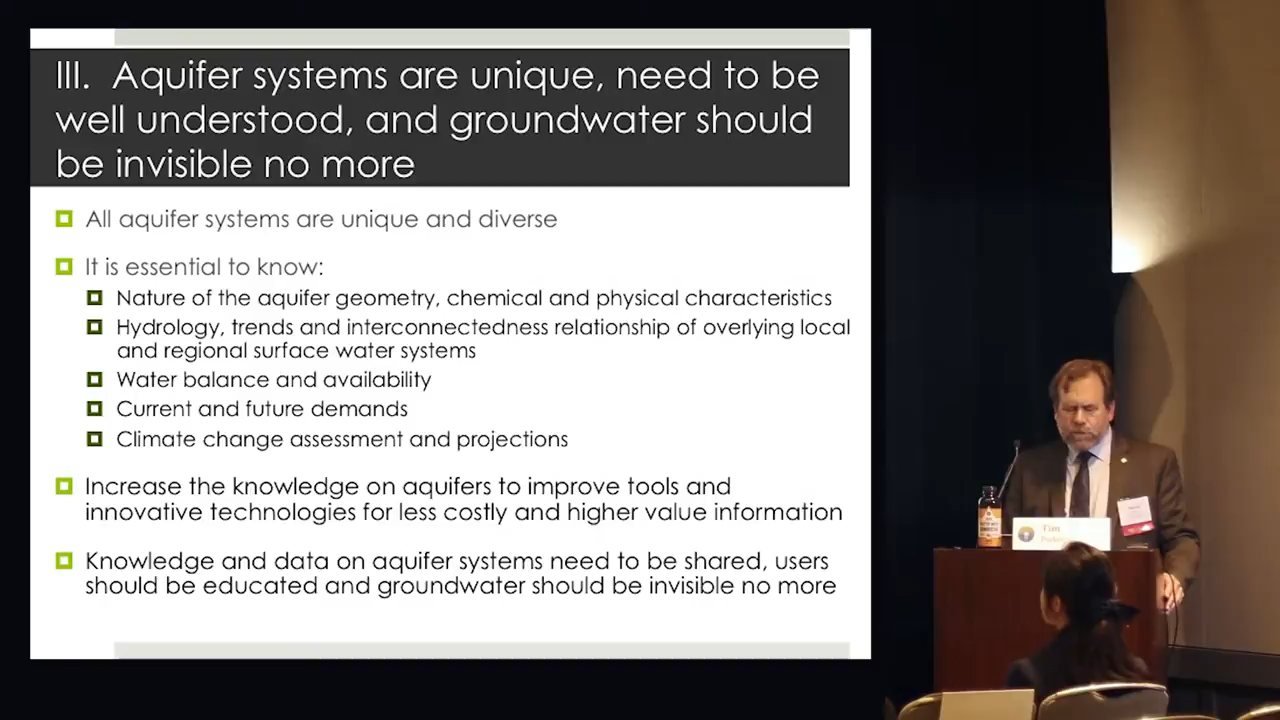 III. Aquifer systems are unique, need to be
well understood, and groundwater should
be invisible no more
All aquifer systems are unique and diverse
It is essential to know:
Nature of the aquifer geometry, chemical and physical characteristics
Hydrology, trends and interconnectedness relationship of overlying local
and regional surface water systems
Water balance and availability
Current and future demands
Climate change assessment and projections
Increase the knowledge on aquifers to improve tools and
innovative technologies for less costly and higher value information
Knowledge and data on aquifer systems need to be shared, users
should be educated and groundwater should be invisible no more
Tim